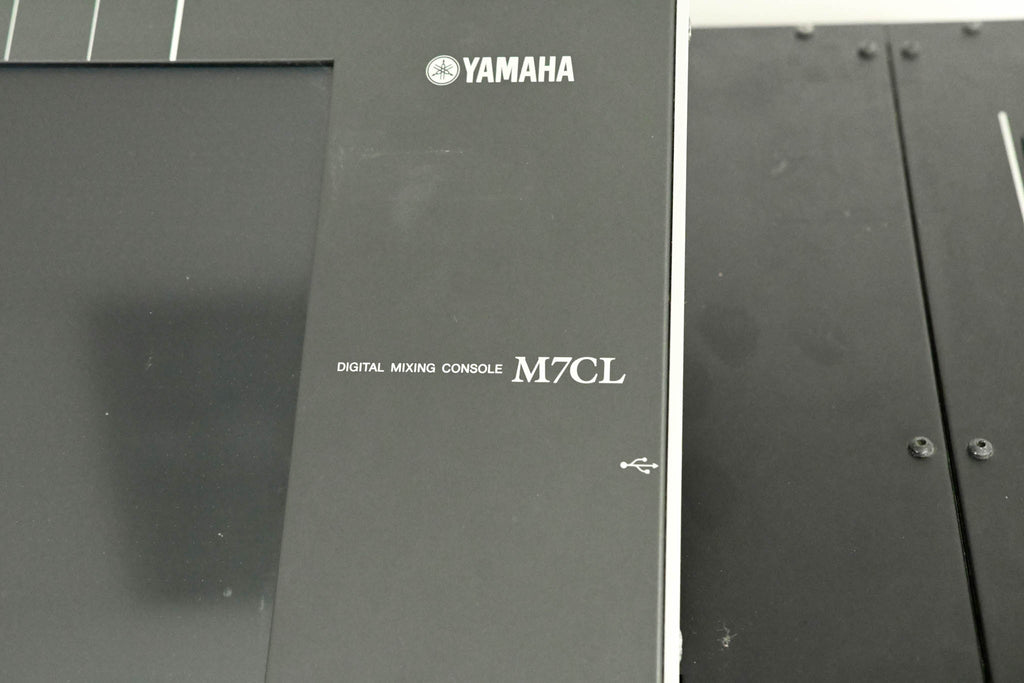 YAMAHA
DIGITAL MIXING CONSOLE M7CL